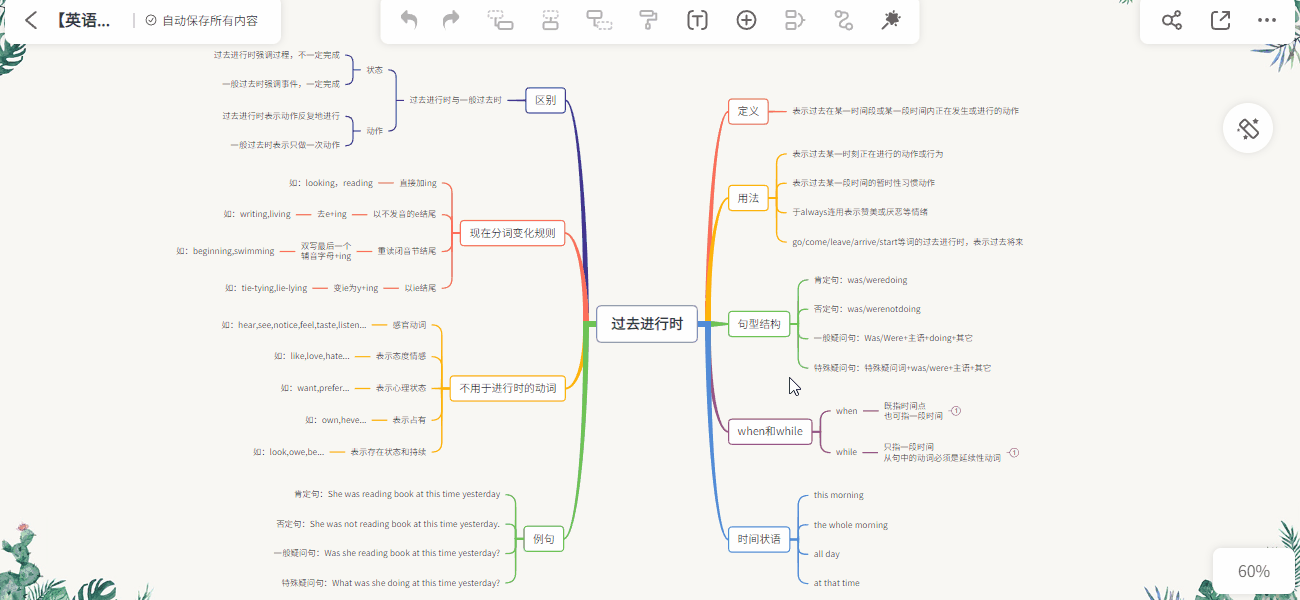 【英语...
自动保存所有内容
过去进行时
定义
表示过去在某一时间段或某一段时间内正在发生或进行的动作
用法
表示过去某一时刻正在进行的动作或行为
表示过去某一段时间的暂时性习惯动作
于always连用表示赞美或厌恶等情绪
go/come/leave/arrive/start等词的过去进行时，表示过去将来
句型结构
肯定句：was/weredoing
否定句：was/werenotdoing
一般疑问句：Was/Were+主语+doing+其它
特殊疑问句：特殊疑问词+was/were+主语+其它
when和while
when
既指时间点
也可指一段时间
1
while
只指一段时间
从句中的动词必须是延续性动词
1
时间状语
this morning
the whole morning
all day
at that time
区别
过去进行时与一般过去时
状态
过去进行时强调过程，不一定完成
一般过去时强调事件，一定完成
动作
过去进行时表示动作反复地进行
一般过去时表示只做一次动作
现在分词变化规则
直接加ing
如：looking，reading
以不发音的e结尾
去e+ing
如：writing,living
重读闭音节结尾
双写最后一个
辅音字母+ing
如：beginning,swimming
以ie结尾
变ie为y+ing
如：tie-tying,lie-lying
不用于进行时的动词
感官动词
如：hear,see,notice,feel,taste,listen...
表示态度情感
如：like,love,hate...
表示心理状态
如：want,prefer...
表示占有
如：own,heve...
表示存在状态和持续
如：look,owe,be...
例句
肯定句：She was reading book at this time yesterday
否定句：She was not reading book at this time yesterday.
一般疑问句：Was she reading book at this time yesterday?
特殊疑问句：What was she doing at this time yesterday?
60%